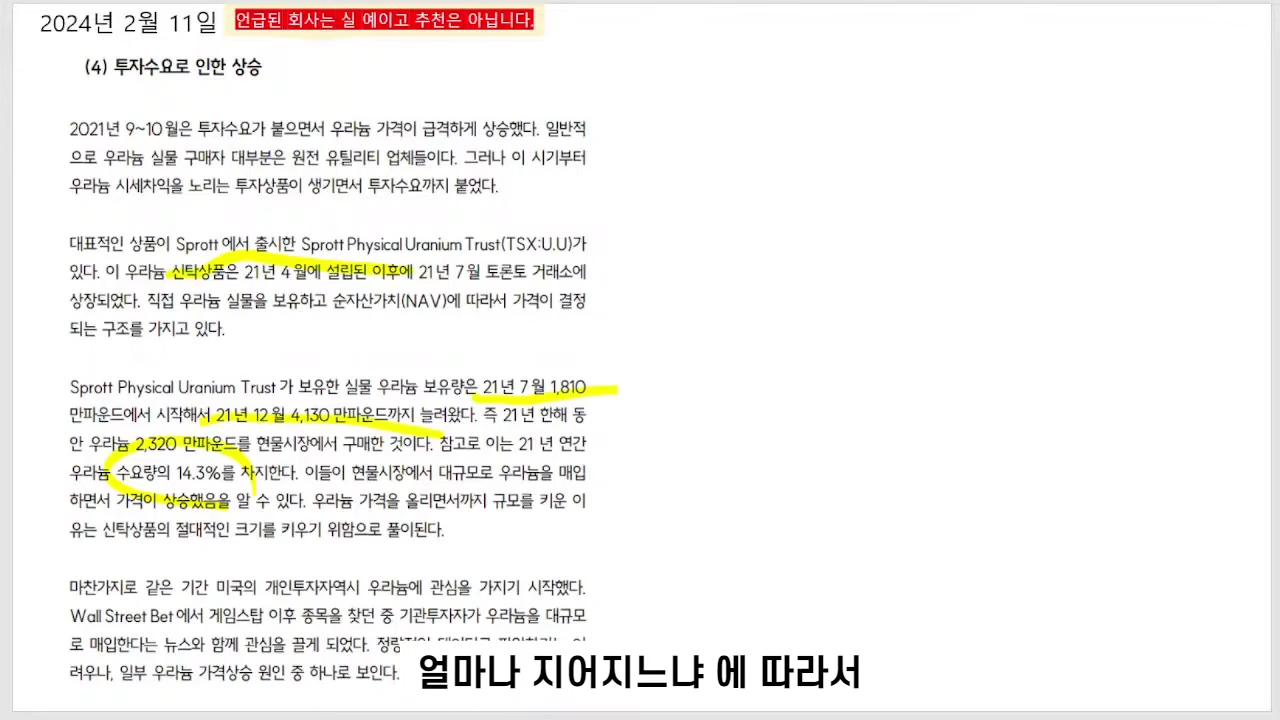 2024년 2월 11일
언급된 회사는 실 예이고 추천은 아닙니다.
(4) 투자수요로 인한 상승
2021년 9~10월은 투자수요가 붙으면서 우라늄 가격이 급격하게 상승했다. 일반적
으로 우라늄 실물 구매자 대부분은 원전 유틸리티 업체들이다. 그러나 이 시기부터
우라늄 시세차익을 노리는 투자상품이 생기면서 투자수요까지 붙었다.
대표적인 상품이 Sprott에서 출시한 Sprott Physical Uranium Trust(TSX:U.U)가
있다. 이 우라늄 신탁상품은 21년 4월에 설립된 이후에 21년 7월 토론토 거래소에
상장되었다. 직접 우라늄 실물을 보유하고 순자산가치(NAV)에 따라서 가격이 결정
되는 구조를 가지고 있다.
Sprott Physical Uranium Trust가 보유한 실물 우라늄 보유량은 21년 7월 1,810
만파운드에서 시작해서 21년 12월 4,130만파운드까지 늘려왔다. 즉 21년 한해 동
안 우라늄 2,320 만파운드를 현물시장에서 구매한 것이다. 참고로 이는 21년 연간
우라늄 수요량의 14.3%를 차지한다. 이들이 현물시장에서 대규모로 우라늄을 매입
하면서 가격이 상승했음을 알 수 있다. 우라늄 가격을 올리면서까지 규모를 키운 이
유는 신탁상품의 절대적인 크기를 키우기 위함으로 풀이된다.
마찬가지로 같은 기간 미국의 개인투자자역시 우라늄에 관심을 가지기 시작했다.
Wall Street Bet에서 게임스탑 이후 종목을 찾던 중 기관투자자가 우라늄을 대규모
로 매입한다는 뉴스와 함께 관심을 끌게 되었다.
려우나, 일부 우라늄 가격상승 원인 중 하나로 보인다.
얼마나 지어지느냐 에 따라서